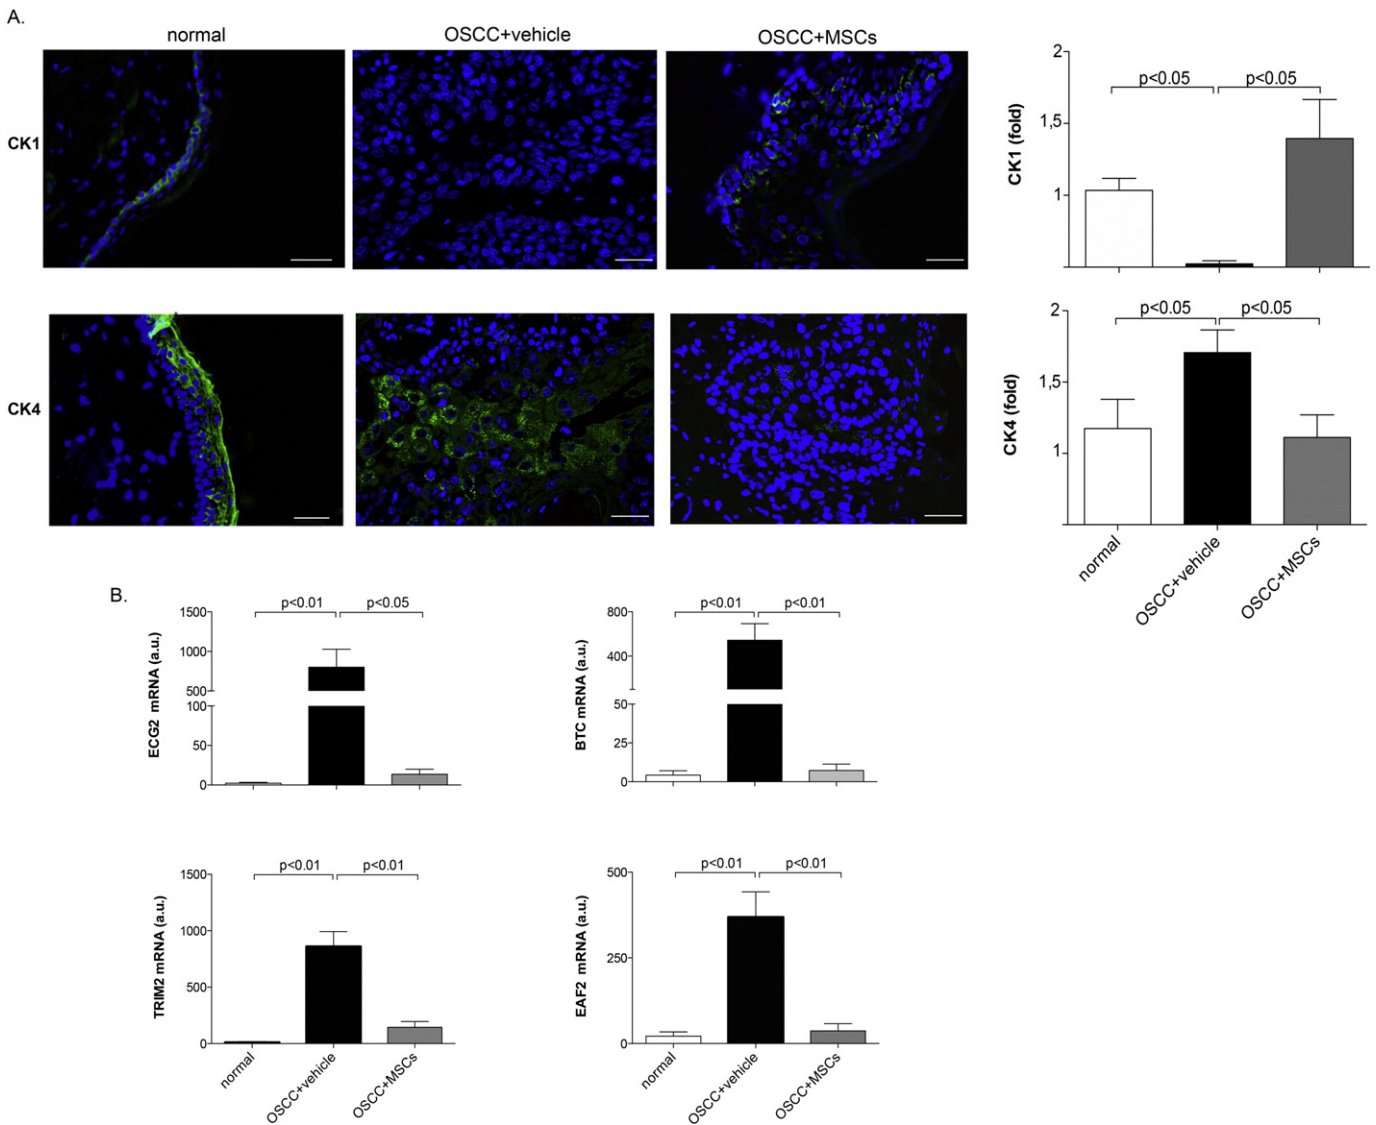 A.
normal
OSCC+vehicle
OSCC+MSCs
CK1
CK1 (fold)
2
1,5
1
p<0.05
p<0.05
CK4
CK4 (fold)
2
1,5
1
p<0.05
p<0.05
normal
OSCC+vehicle
OSCC+MSCs
B.
ECG2 mRNA (a.u.)
1500
1000
500
100
50
0
p<0.01
p<0.05
BTC mRNA (a.u.)
800
400
50
25
0
p<0.01
p<0.01
TRIM2 mRNA (a.u.)
1500
1000
500
0
p<0.01
p<0.01
normal
OSCC+vehicle
OSCC+MSCs
EAF2 mRNA (a.u.)
500
250
0
p<0.01
p<0.01
normal
OSCC+vehicle
OSCC+MSCs